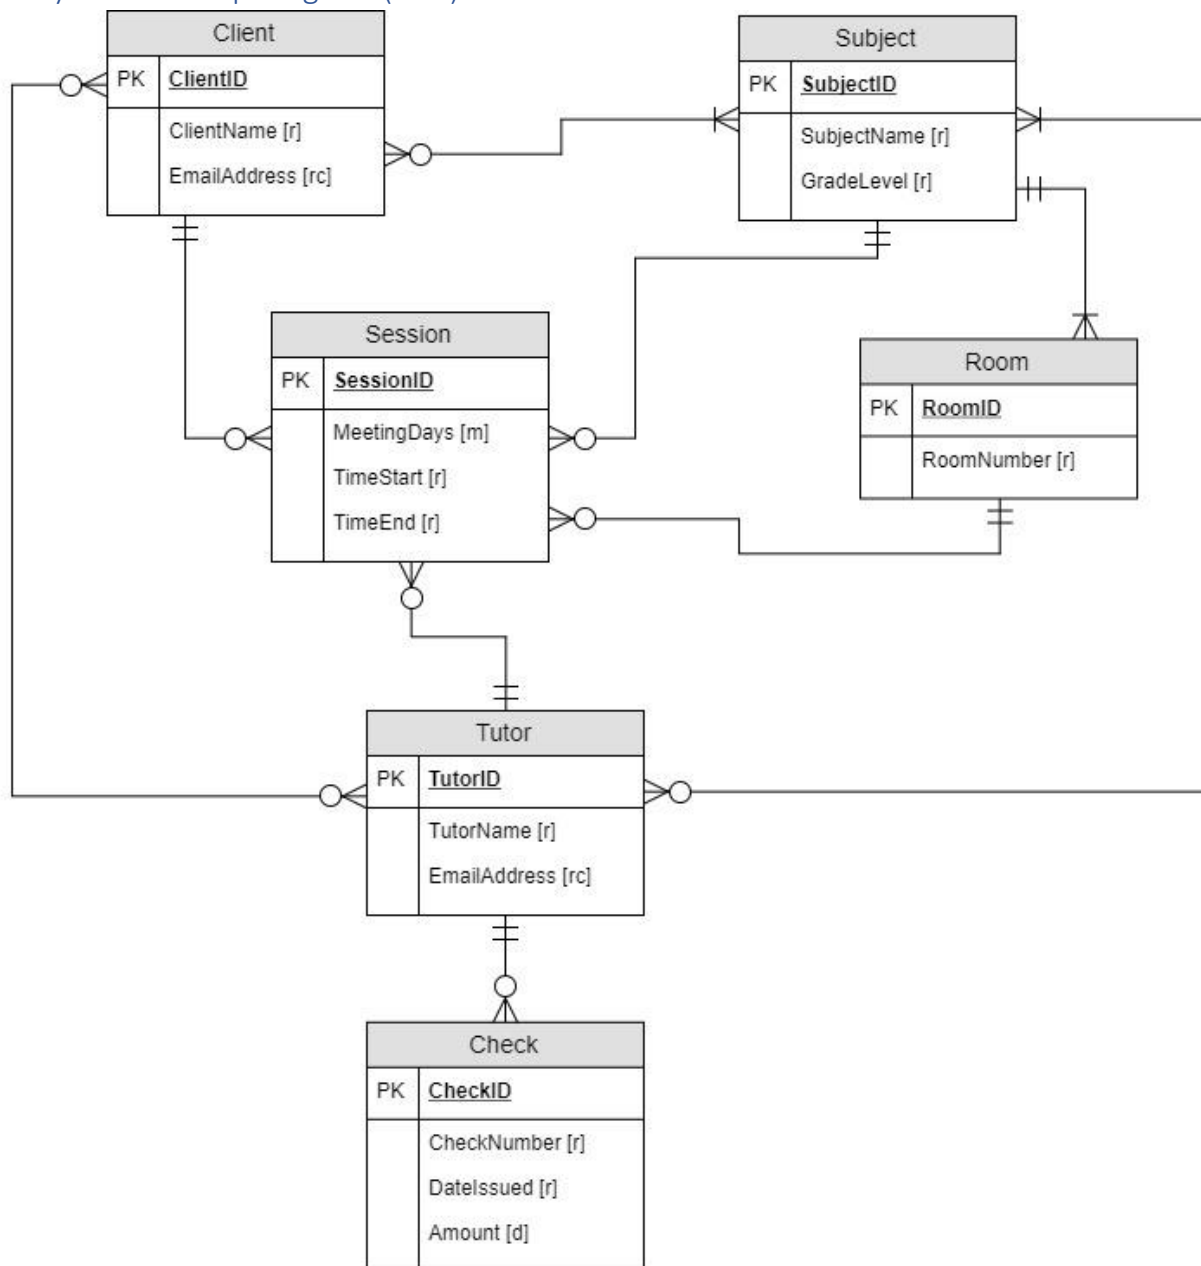 Client
PK ClientID
ClientName [r]
EmailAddress [rc]
Subject
PK SubjectID
SubjectName [r]
GradeLevel [r]
Session
PK SessionID
MeetingDays [m]
TimeStart [r]
TimeEnd [r]
Room
PK RoomID
RoomNumber [r]
Tutor
PK TutorID
TutorName [r]
EmailAddress [rc]
Check
PK CheckID
CheckNumber [r]
DateIssued [r]
Amount [d]